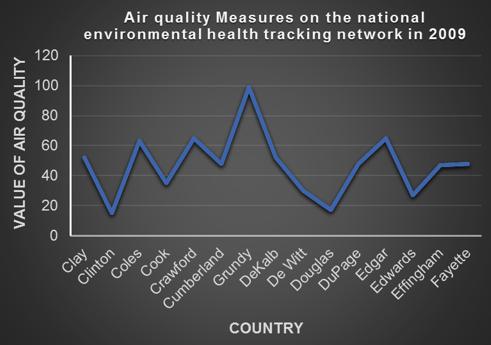 Air quality Measures on the national
environmental health tracking network in 2009
VALUE OF AIR QUALITY
120
100
80
60
40
20
0
Clay
Clinton
Coles
Cook
Crawford
Cumberland
Grundy
DeKalb
De Witt
Douglas
DuPage
Edgar
Edwards
Effingham
Fayette
COUNTRY